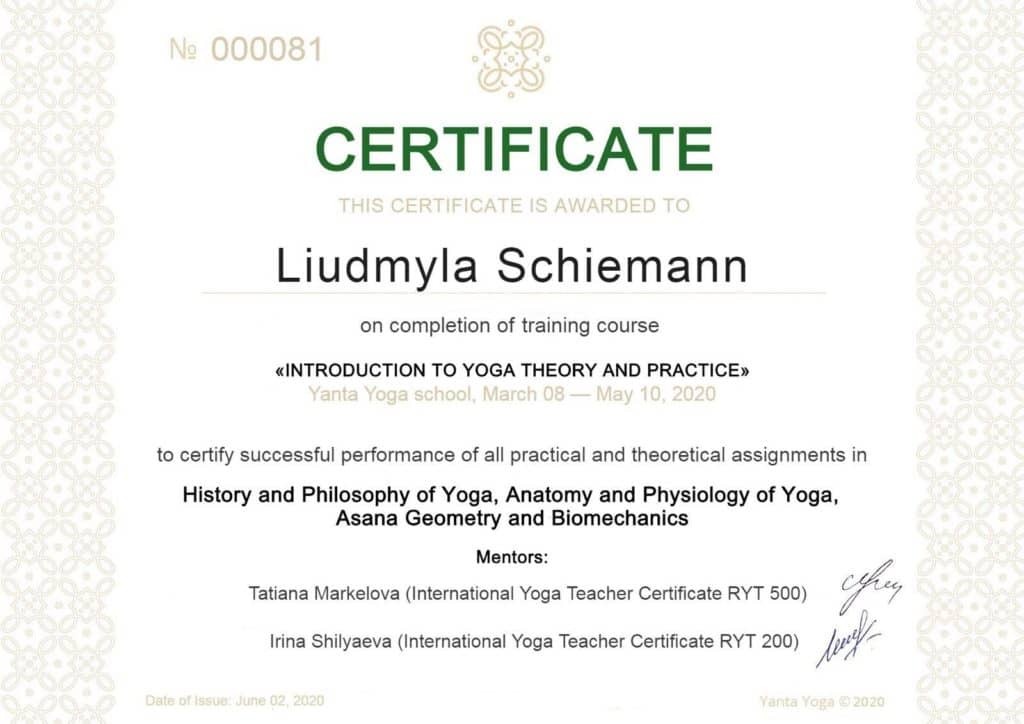 № 000081
CERTIFICATE
THIS CERTIFICATE IS AWARDED TO
Liudmyla Schiemann
on completion of training course
«INTRODUCTION TO YOGA THEORY AND PRACTICE»
Yanta Yoga school, March 08 — May 10, 2020
to certify successful performance of all practical and theoretical assignments in
History and Philosophy of Yoga, Anatomy and Physiology of Yoga,
Asana Geometry and Biomechanics
Mentors:
Tatiana Markelova (International Yoga Teacher Certificate RYT 500)
Irina Shilyaeva (International Yoga Teacher Certificate RYT 200)
Date of Issue: June 02, 2020
Yanta Yoga © 2020